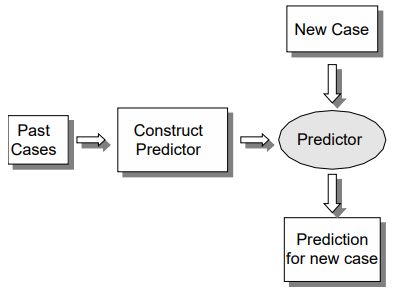 New Case
Past
Cases
Construct
Predictor
Predictor
Prediction
for new case